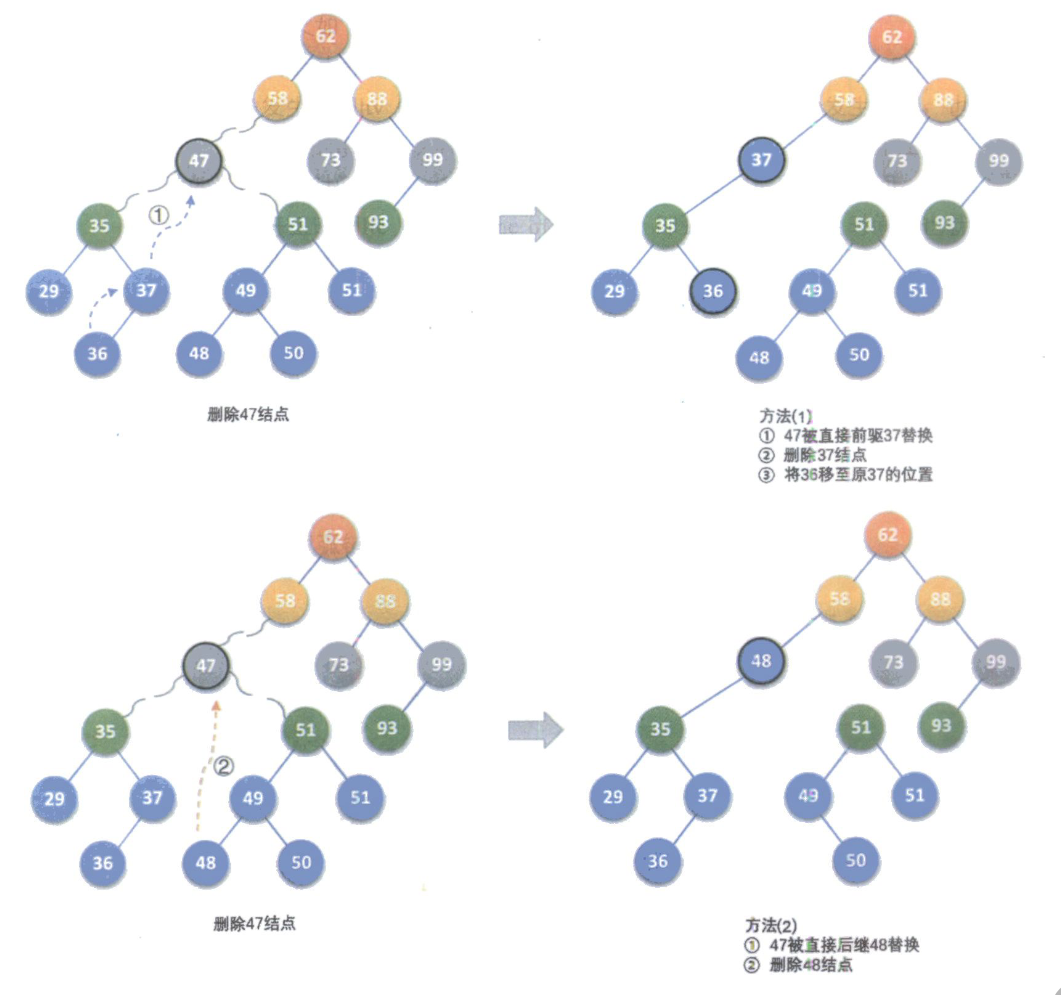 62
58 88
47 73 99
① 35 51 93
29 37 49 51
36 48 50
删除47结点
62
58 88
37 73 99
35 51 93
29 36 49 51
48 50
方法(1)
① 47被直接前驱37替换
② 删除37结点
③ 将36移至原37的位置
62
58 88
47 73 99
35 51 93
②
29 37 49 51
36 48 50
删除47结点
62
58 88
48 73 99
35 51 93
29 37 49 51
36 50
方法(2)
① 47被直接后继48替换
② 删除48结点